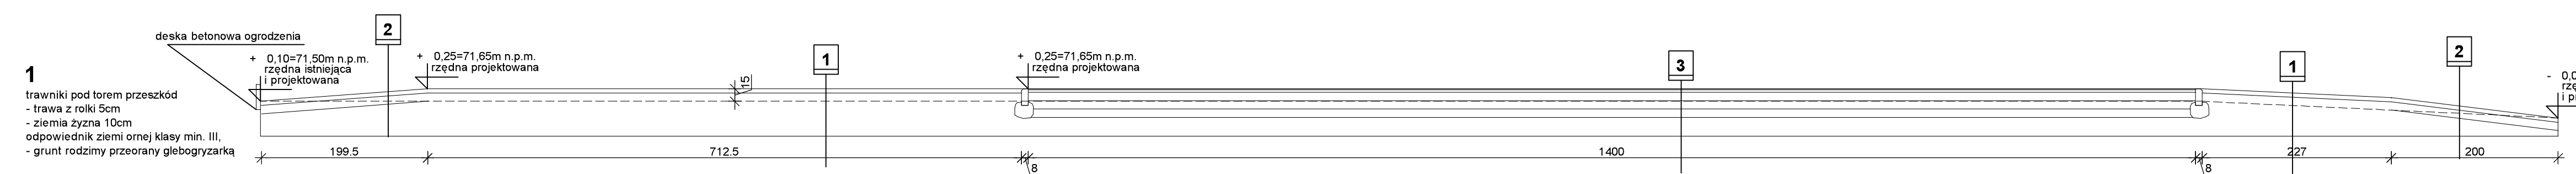 deska betonowa ogrodzenia
2
+ 0,10=71,50m n.p.m.
rzędna istniejąca
i projektowana
+ 0,25=71,65m n.p.m.
rzędna projektowana
1
trawniki pod torem przeszkód
- trawa z rolki 5cm
- ziemia żyzna 10cm
odpowiednik ziemi ornej klasy min. III,
- grunt rodzimy przeorany glebogryzarką
15
1
+ 0,25=71,65m n.p.m.
rzędna projektowana
3
1
2
- 0,0
rzę
i p
199.5
712.5
8
1400
8
227
200